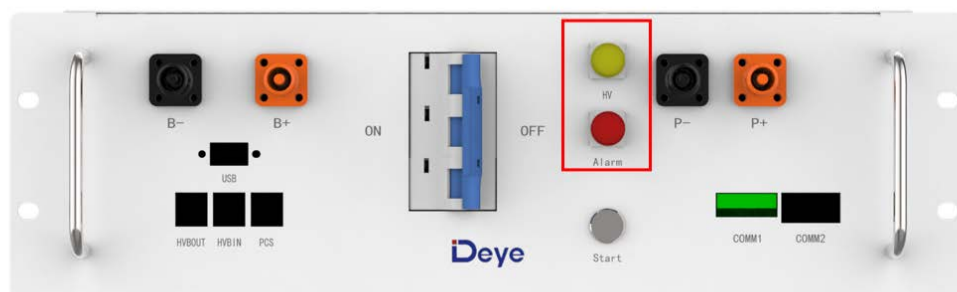 HV
B-
B+
P-
P+
ON
OFF
Alarm
USB
HVBOUT
HVBIN
PCS
COMM1
COMM2
Deye
Start